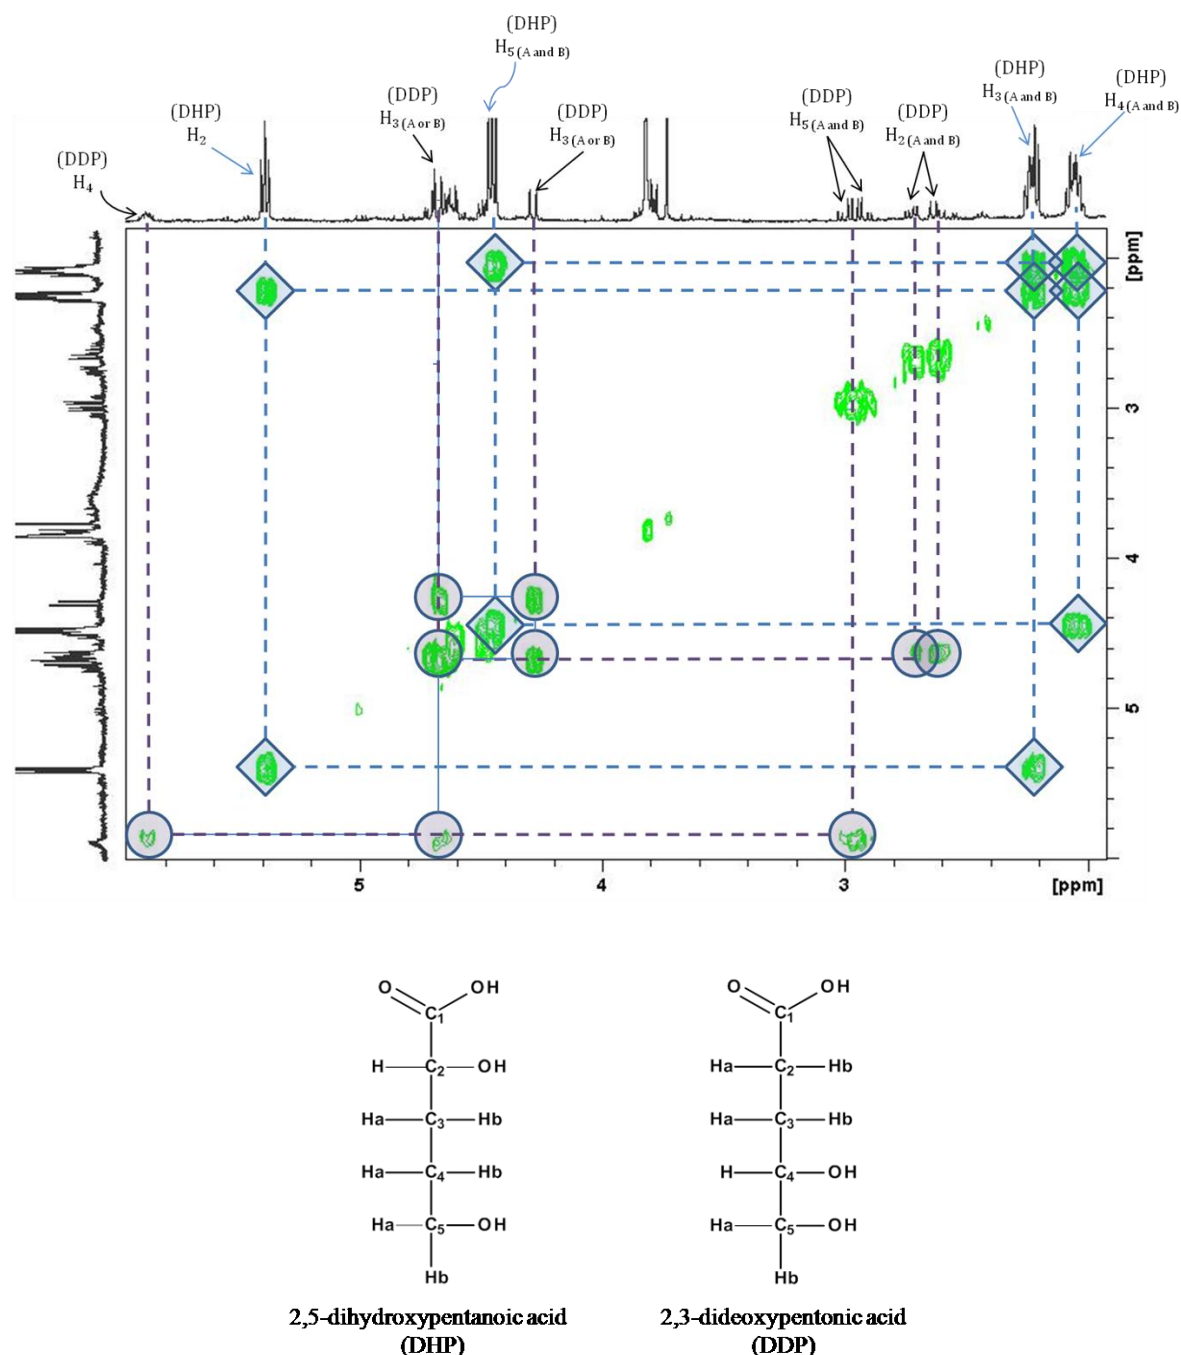 (DHP)
H5 (A and B)
(DHP)
H3 (A and B)
(DHP)
H4 (A and B)
(DDP)
H3 (A or B)
(DDP)
H3 (A or B)
(DDP)
H5 (A and B)
(DDP)
H2 (A and B)
(DHP)
H2
(DDP)
H4
[ppm]
3
4
5
5
4
3
[ppm]
O
OH
C1
H
C2
OH
Ha
C3
Hb
Ha
C4
Hb
Ha
C5
OH
Hb
2,5-dihydroxypentanoic acid
(DHP)
O
OH
C1
Ha
C2
Hb
Ha
C3
Hb
H
C4
OH
Ha
C5
OH
Hb
2,3-dideoxypentonic acid
(DDP)